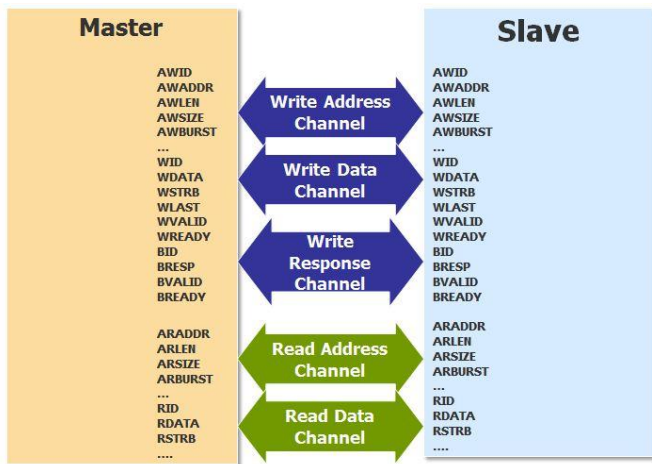 Master
AWID
AWADDR
AWLEN
AWSIZE
AWBURST
...
WID
WDATA
WSTRB
WLAST
WVALID
WREADY
BID
BRESP
BVALID
BREADY
ARADDR
ARLEN
ARSIZE
ARBURST
...
RID
RDATA
RSTRB
....
Write Address
Channel
Write Data
Channel
Write
Response
Channel
Read Address
Channel
Read Data
Channel
Slave
AWID
AWADDR
AWLEN
AWSIZE
AWBURST
...
WID
WDATA
WSTRB
WLAST
WVALID
WREADY
BID
BRESP
BVALID
BREADY
ARADDR
ARLEN
ARSIZE
ARBURST
...
RID
RDATA
RSTRB
....